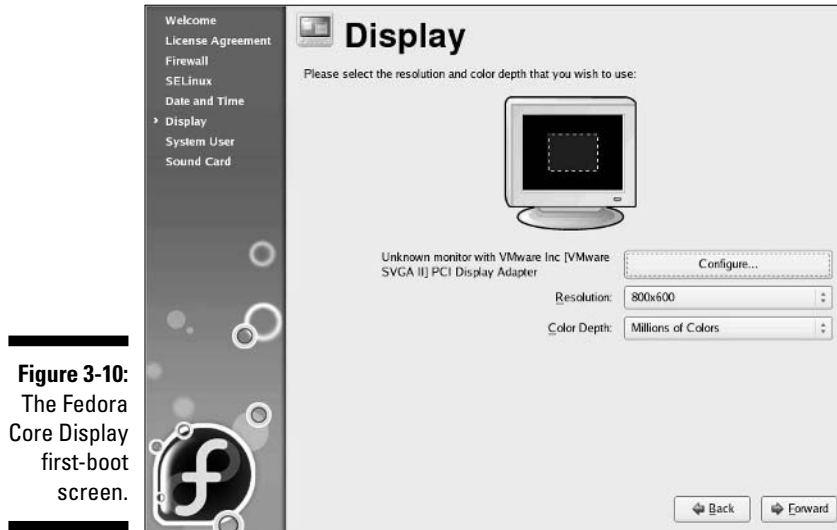 Welcome
License Agreement
Firewall
SELinux
Date and Time
Display
System User
Sound Card
Display
Please select the resolution and color depth that you wish to use:
Unknown monitor with VMware Inc [VMware
SVGA II] PCI Display Adapter
Configure...
Resolution:
800x600
Color Depth:
Millions of Colors
Back
Forward
Figure 3-10:
The Fedora
Core Display
first-boot
screen.